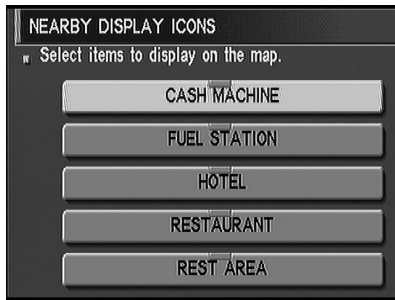 NEARBY DISPLAY ICONS
Select items to display on the map.
CASH MACHINE
FUEL STATION
HOTEL
RESTAURANT
REST AREA